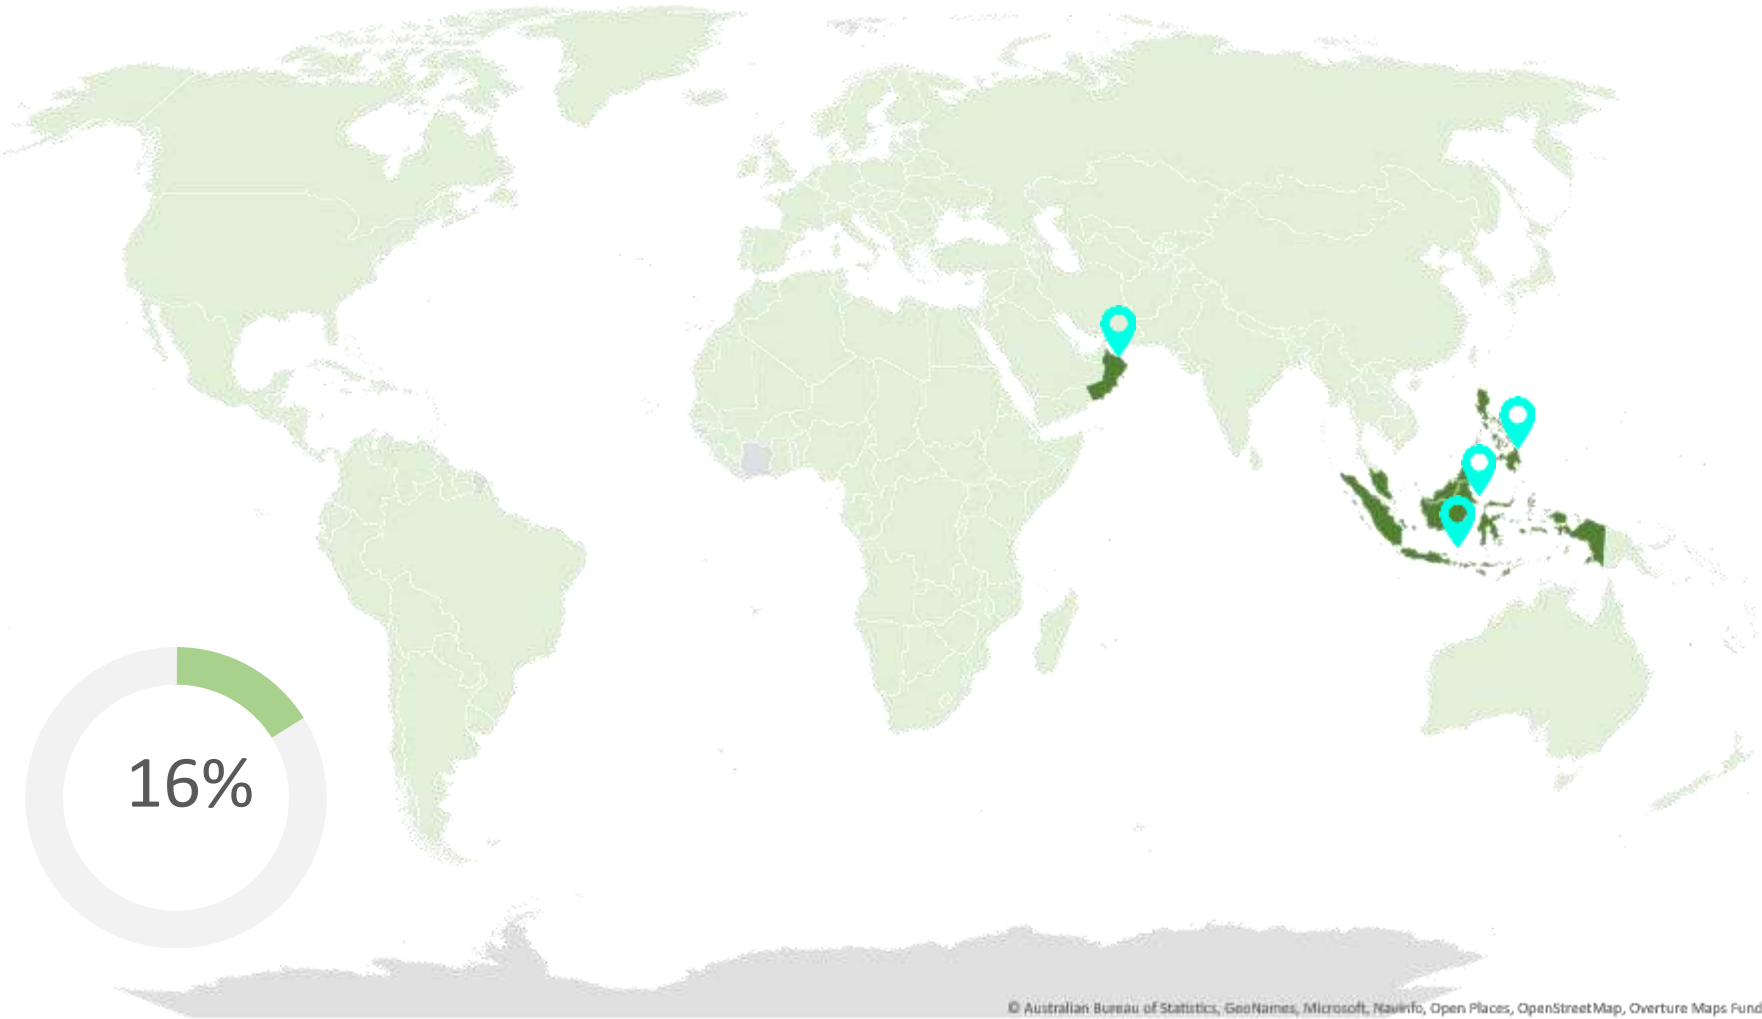 16%
© Australian Bureau of Statistics, GeoNames, Microsoft, Navinfo, Open Places, OpenStreetMap, Overture Maps Fund